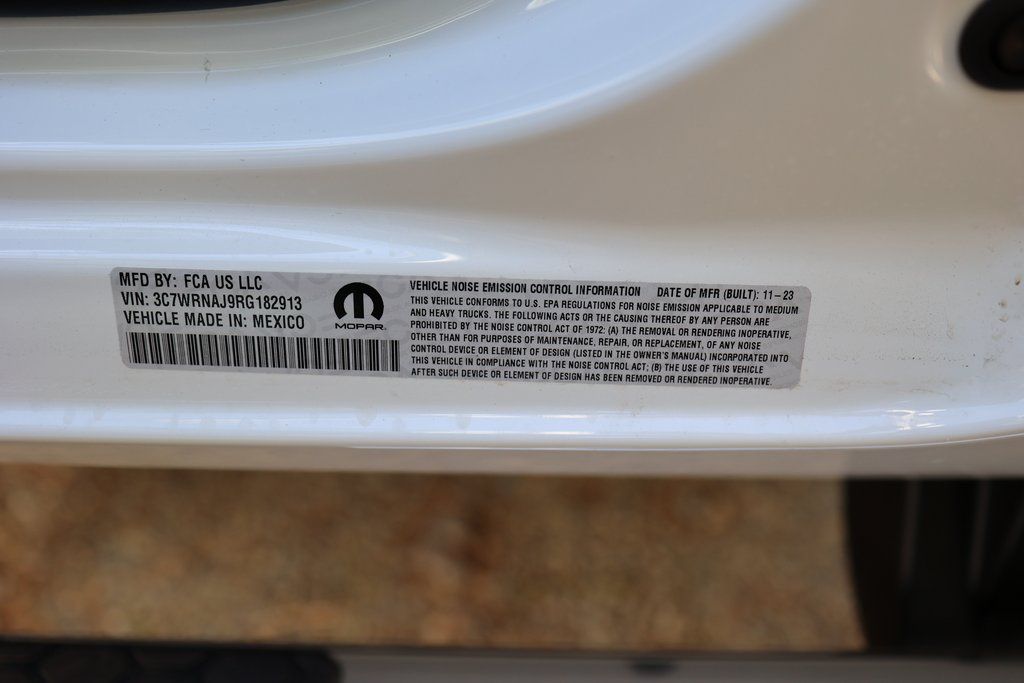 MFD BY: FCA US LLC
VIN: 3C7WRNAJ9RG182913
VEHICLE MADE IN: MEXICO
MOPAR
VEHICLE NOISE EMISSION CONTROL INFORMATION DATE OF MFR (BUILT): 11-23
THIS VEHICLE CONFORMS TO U.S. EPA REGULATIONS FOR NOISE EMISSION APPLICABLE TO MEDIUM
AND HEAVY TRUCKS. THE FOLLOWING ACTS OR THE CAUSING THEREOF BY ANY PERSON ARE
PROHIBITED BY THE NOISE CONTROL ACT OF 1972: (A) THE REMOVAL OR RENDERING INOPERATIVE,
OTHER THAN FOR PURPOSES OF MAINTENANCE, REPAIR, OR REPLACEMENT, OF ANY NOISE
CONTROL DEVICE OR ELEMENT OF DESIGN (LISTED IN THE OWNER'S MANUAL) INCORPORATED INTO
THIS VEHICLE IN COMPLIANCE WITH THE NOISE CONTROL ACT; (B) THE USE OF THIS VEHICLE
AFTER SUCH DEVICE OR ELEMENT OF DESIGN HAS BEEN REMOVED OR RENDERED INOPERATIVE.